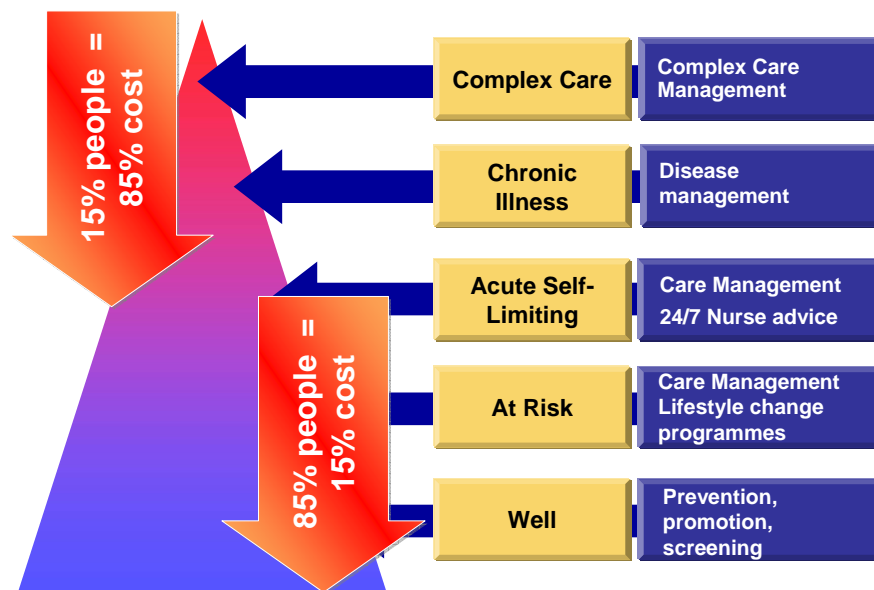 15% people =
85% cost
Complex Care
Complex Care
Management
Chronic
Illness
Disease
management
Acute Self-
Limiting
Care Management
24/7 Nurse advice
85% people =
15% cost
At Risk
Care Management
Lifestyle change
programmes
Well
Prevention,
promotion,
screening